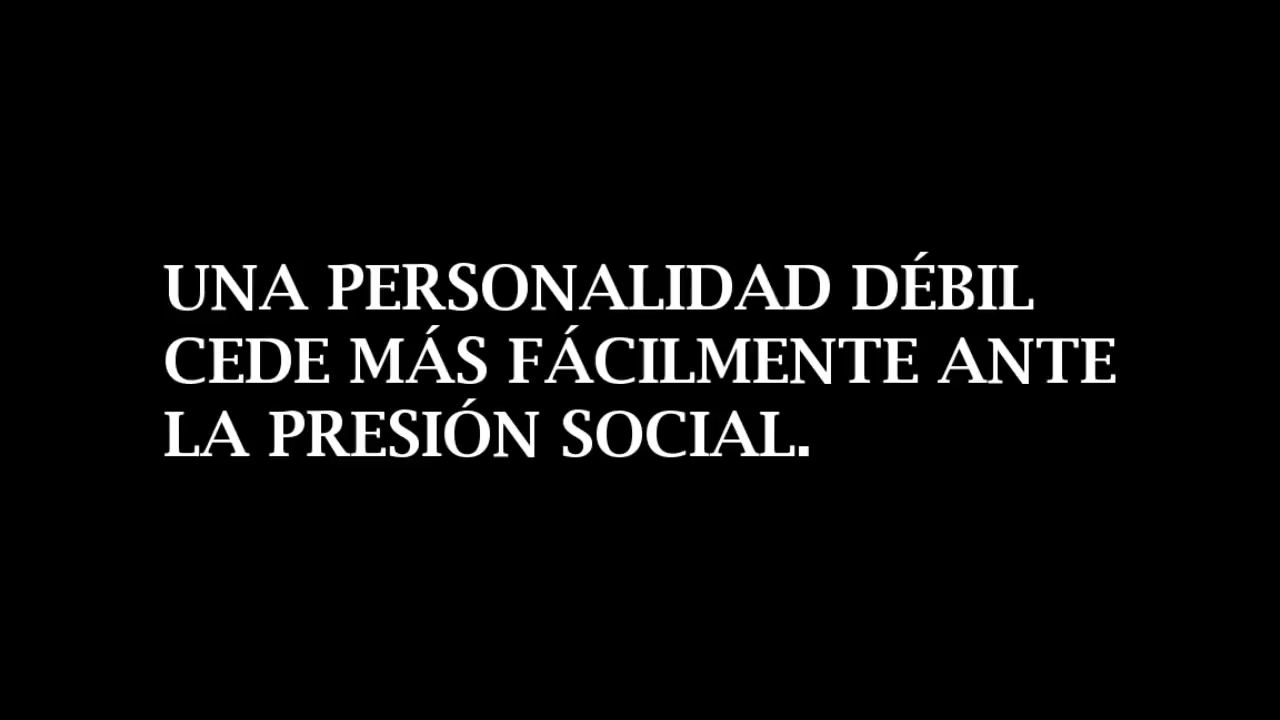 UNA PERSONALIDAD DÉBIL
CEDE MÁS FÁCILMENTE ANTE
LA PRESIÓN SOCIAL.